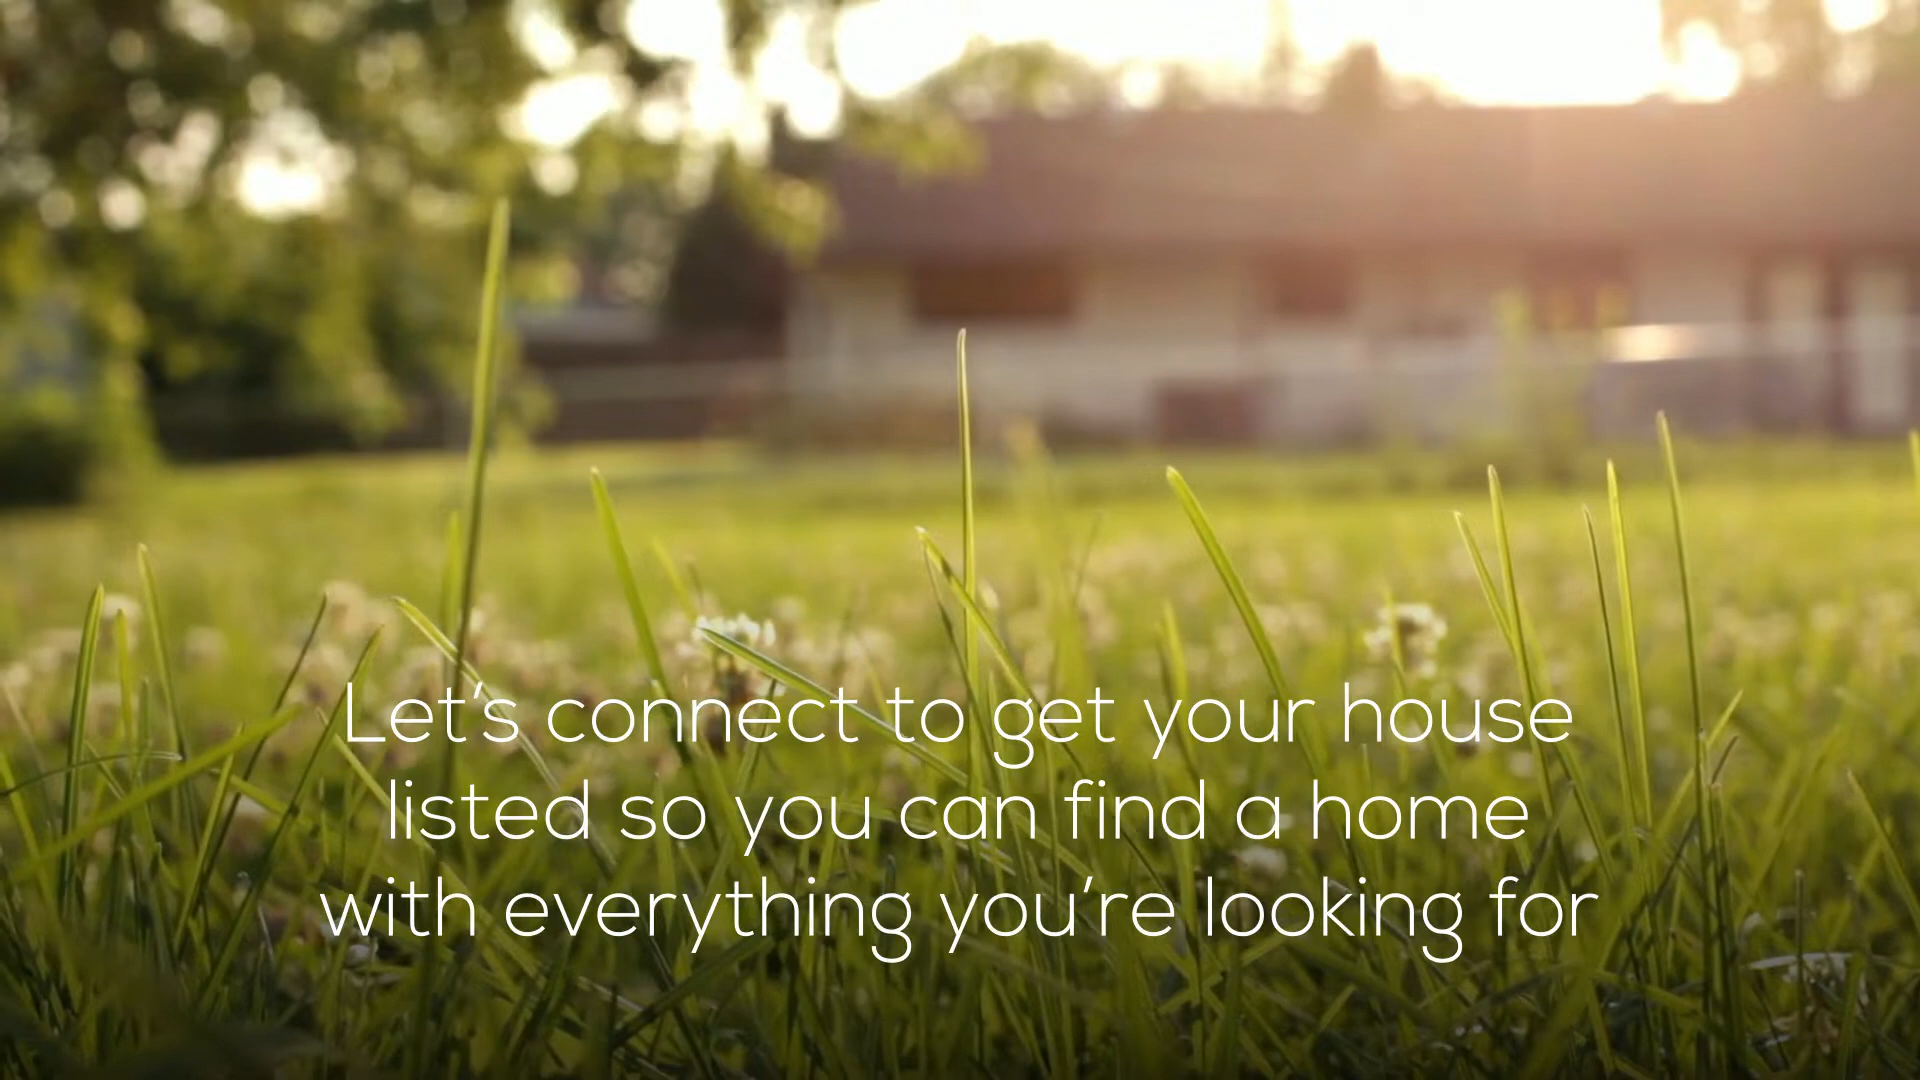 Let's connect to get your house
listed so you can find a home
with everything you're looking for